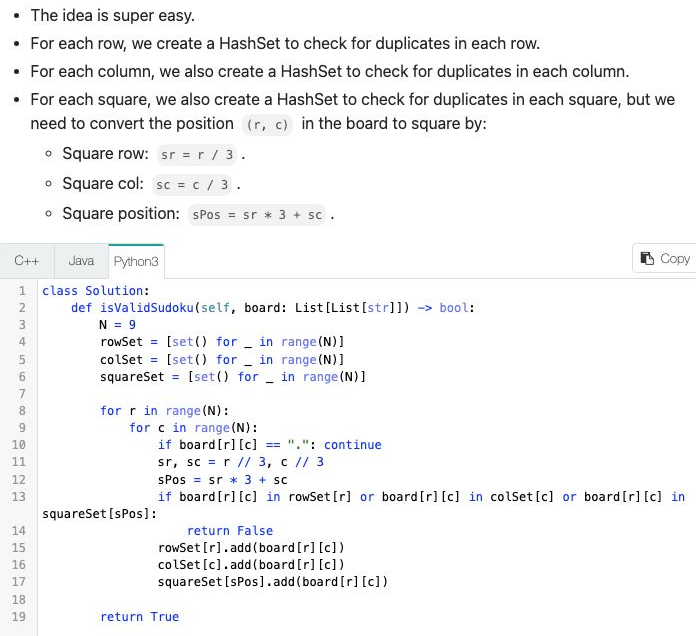 • The idea is super easy.
• For each row, we create a HashSet to check for duplicates in each row.
• For each column, we also create a HashSet to check for duplicates in each column.
• For each square, we also create a HashSet to check for duplicates in each square, but we
need to convert the position (r, c) in the board to square by:
◦ Square row: sr = r / 3 .
◦ Square col: sc = c / 3 .
◦ Square position: sPos = sr * 3 + sc .
C++ Java Python3 Copy
1 class Solution:
2     def isValidSudoku(self, board: List[List[str]]) -> bool:
3         N = 9
4         rowSet = [set() for _ in range(N)]
5         colSet = [set() for _ in range(N)]
6         squareSet = [set() for _ in range(N)]
7
8         for r in range(N):
9             for c in range(N):
10                 if board[r][c] == ".": continue
11                 sr, sc = r // 3, c // 3
12                 sPos = sr * 3 + sc
13                 if board[r][c] in rowSet[r] or board[r][c] in colSet[c] or board[r][c] in
squareSet[sPos]:
14                     return False
15                 rowSet[r].add(board[r][c])
16                 colSet[c].add(board[r][c])
17                 squareSet[sPos].add(board[r][c])
18
19         return True